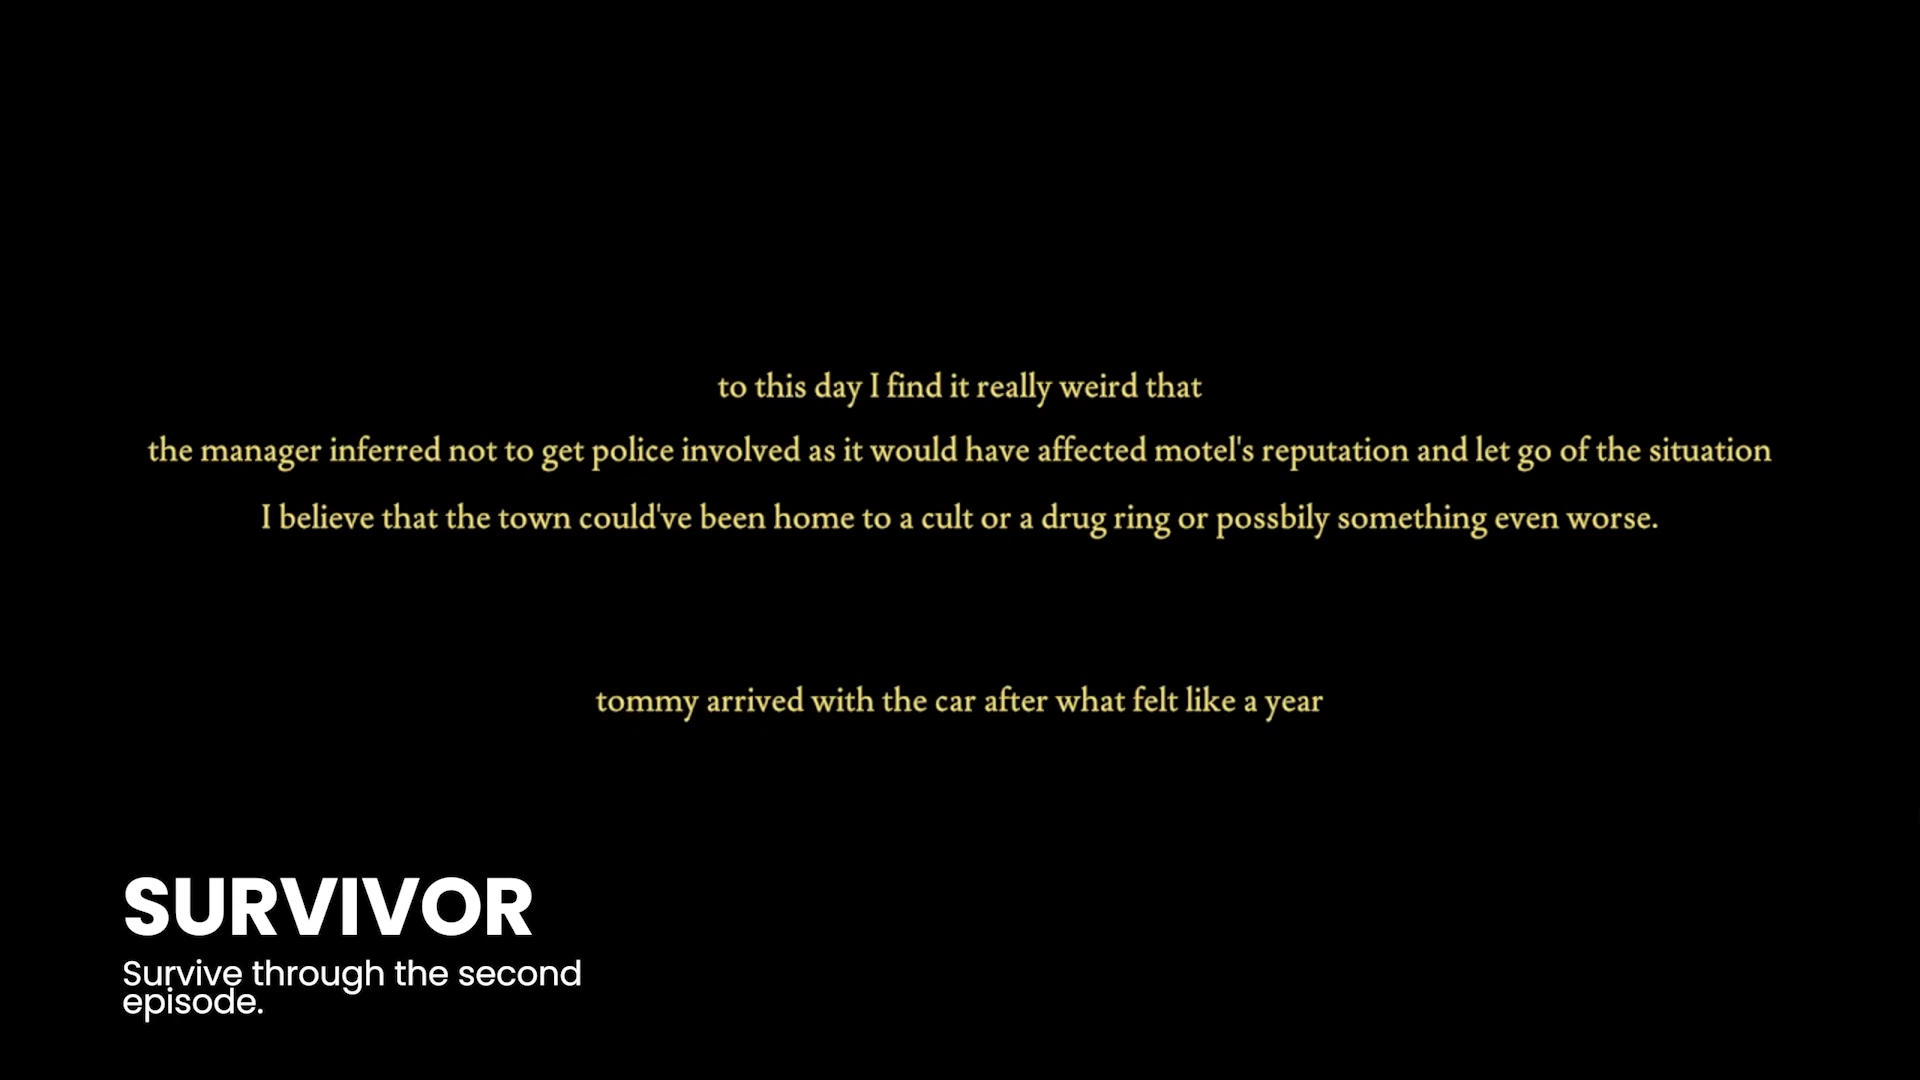 to this day I find it really weird that
the manager inferred not to get police involved as it would have affected motel's reputation and let go of the situation
I believe that the town could've been home to a cult or a drug ring or possbily something even worse.
tommy arrived with the car after what felt like a year
SURVIVOR
Survive through the second
episode.